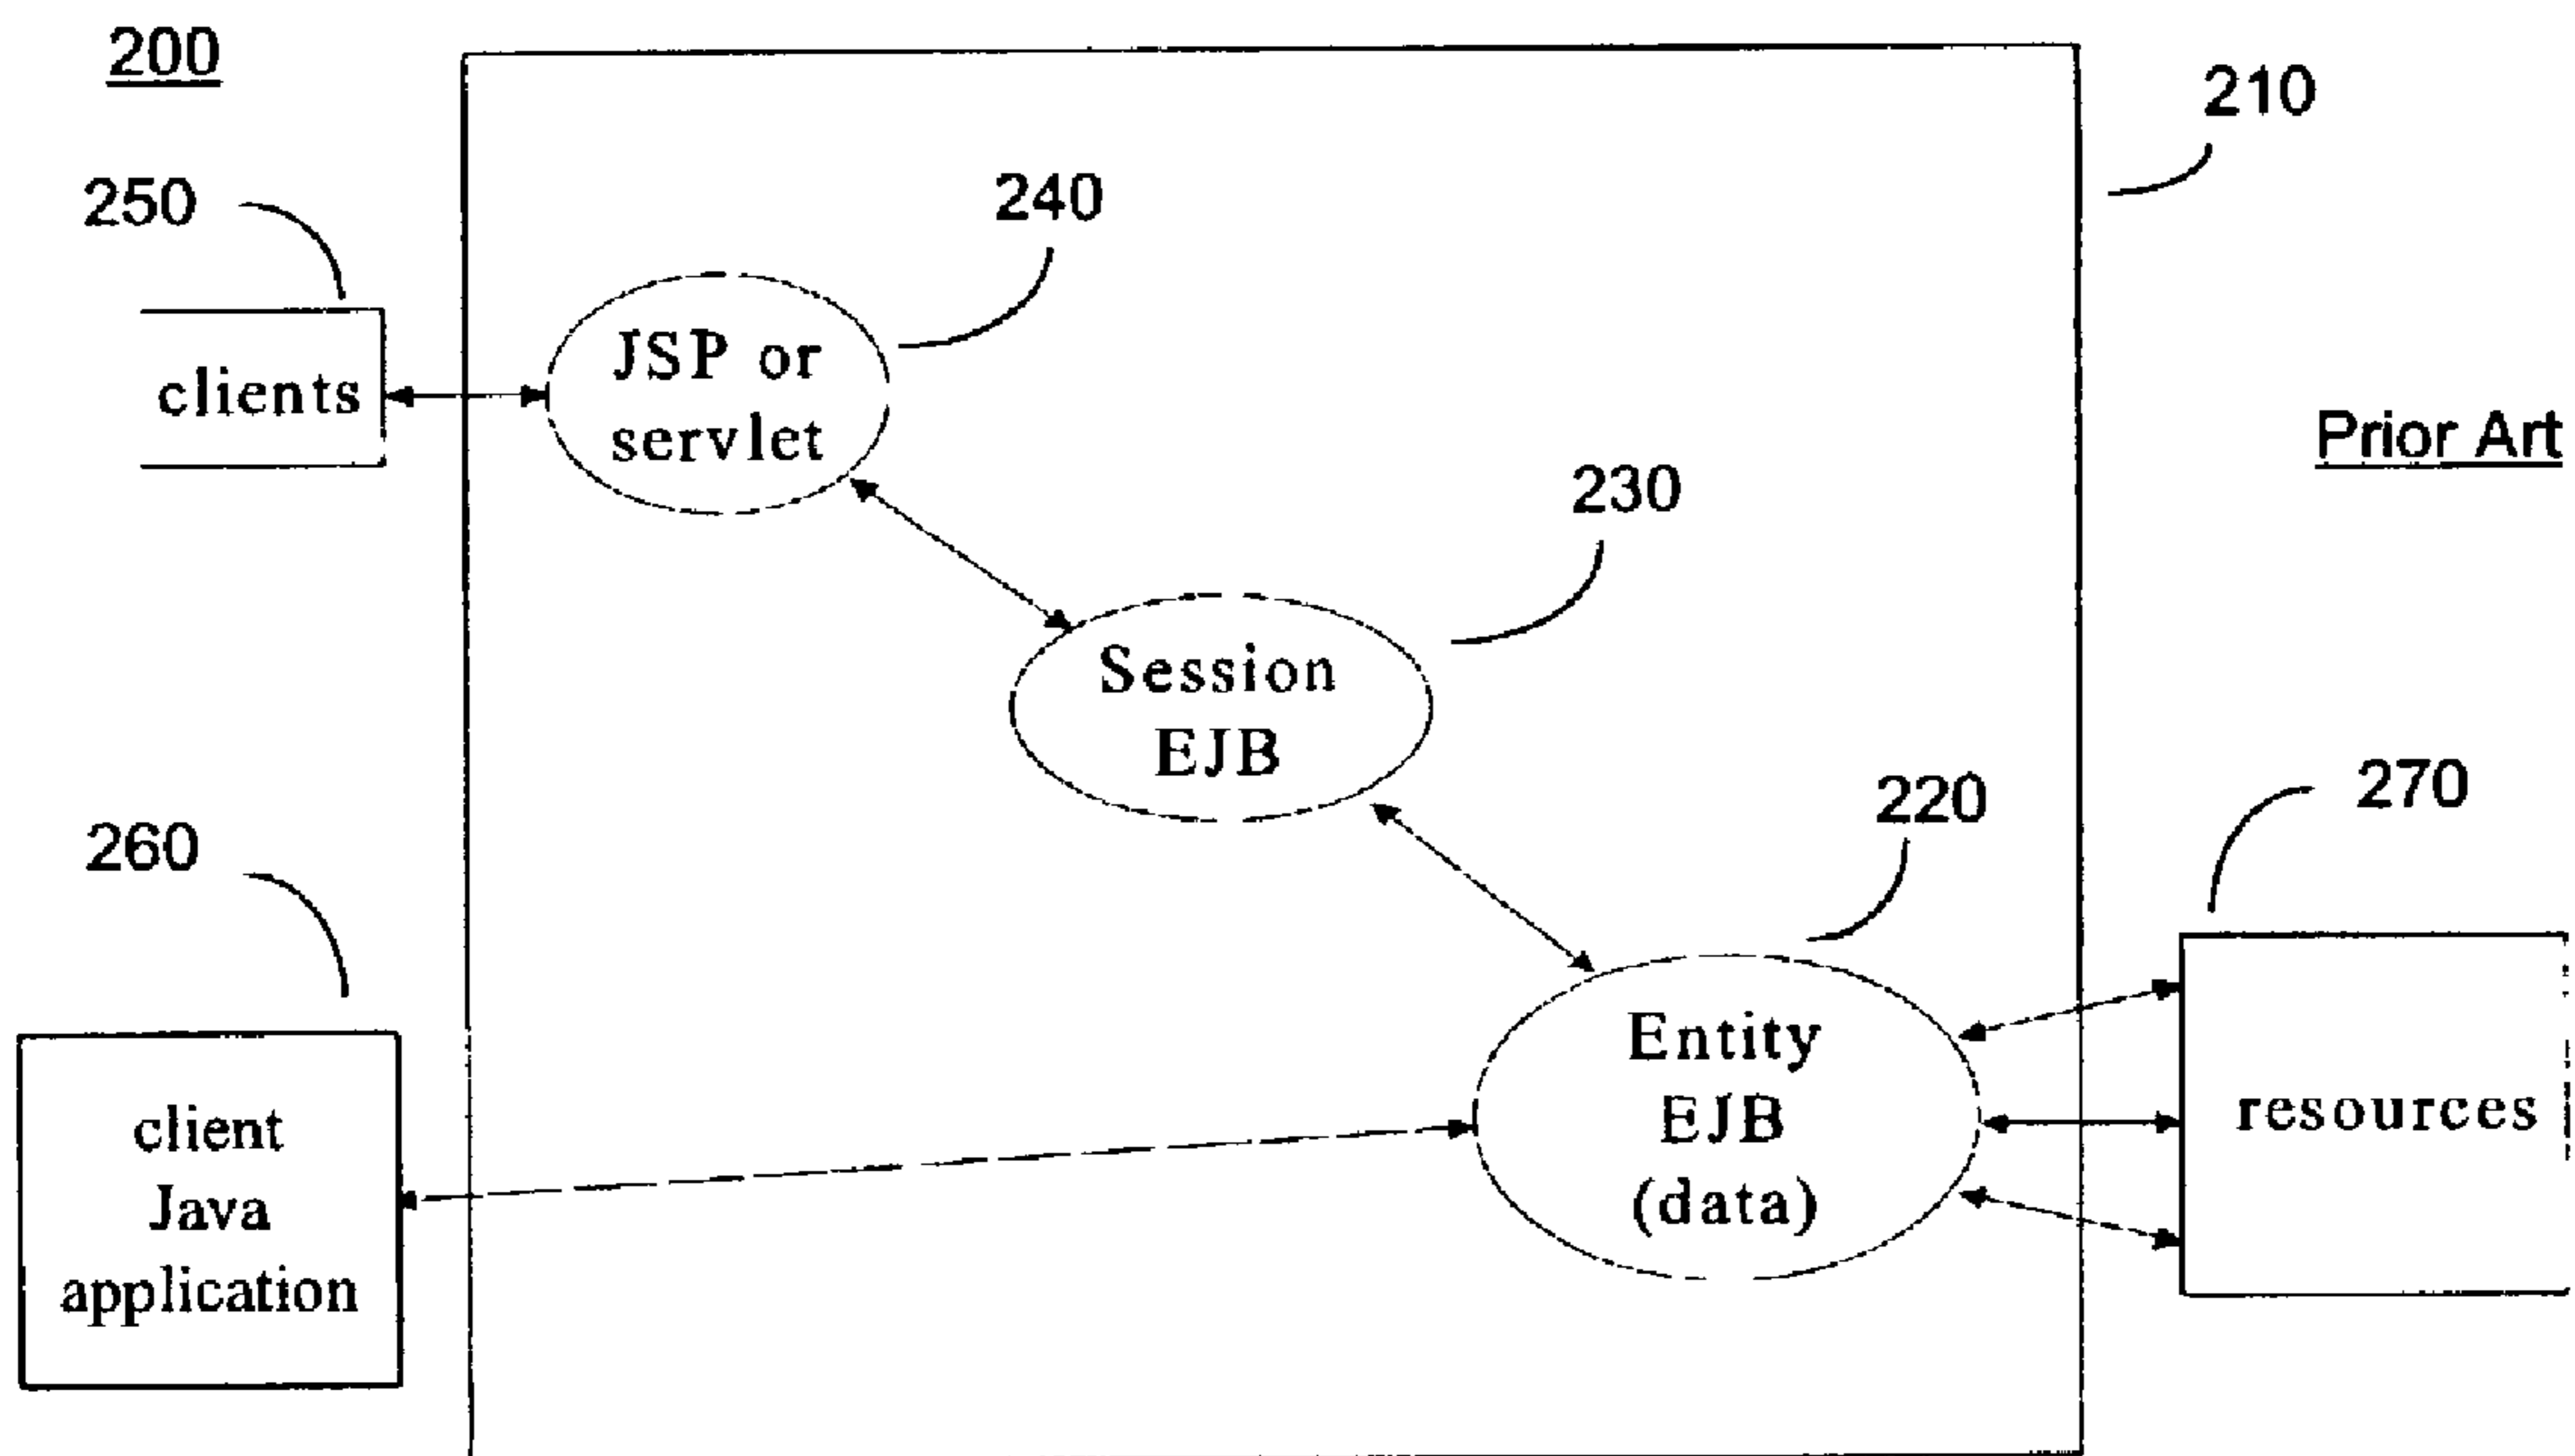 200
210
250
240
JSP or
servlet
clients
Prior Art
230
Session
EJB
220
270
260
Entity
EJB
(data)
resources
client
Java
application